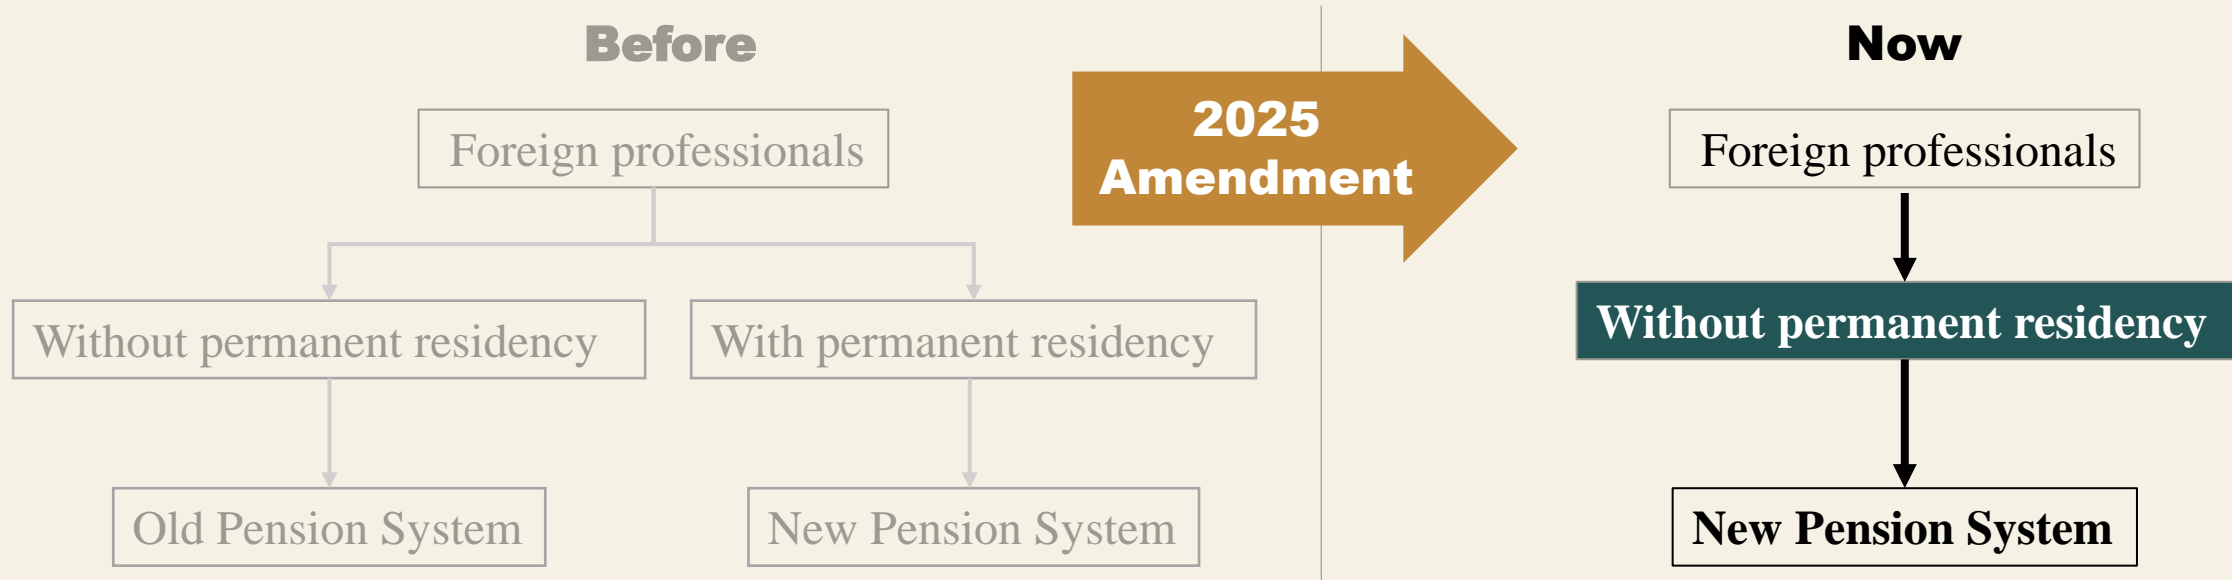 Before
Foreign professionals
Without permanent residency
With permanent residency
Old Pension System
New Pension System
2025
Amendment
Now
Foreign professionals
Without permanent residency
New Pension System